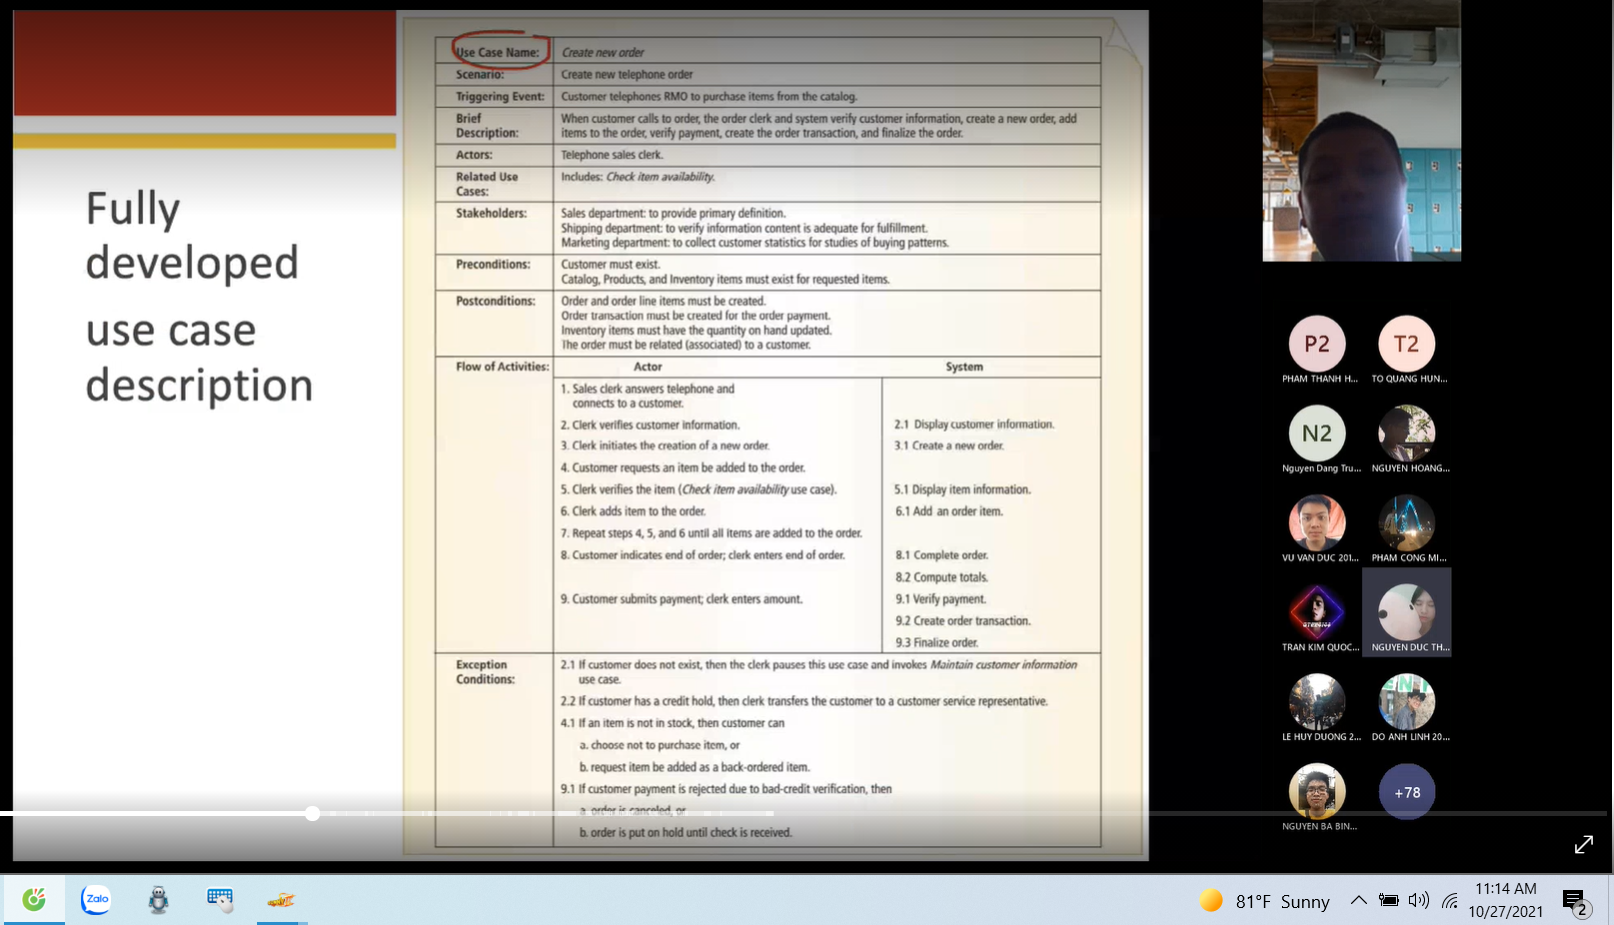 Fully
developed
use case
description
Use Case Name: Create new order
Scenario: Create new telephone order
Triggering Event: Customer telephones RMO to purchase items from the catalog.
Brief Description: When customer calls to order, the order clerk and system verify customer information, create a new order, add
items to the order, verify payment, create the order transaction, and finalize the order.
Actors: Telephone sales clerk.
Related Use Cases: Includes: Check item availability.
Stakeholders: Sales department: to provide primary definition.
Shipping department: to verify information content is adequate for fulfillment.
Marketing department: to collect customer statistics for studies of buying patterns.
Preconditions: Customer must exist.
Catalog, Products, and Inventory items must exist for requested items.
Postconditions: Order and order line items must be created.
Order transaction must be created for the order payment.
Inventory items must have the quantity on hand updated.
The order must be related (associated) to a customer.
Flow of Activities: Actor System
1. Sales clerk answers telephone and
connects to a customer.
2. Clerk verifies customer information. 2.1 Display customer information.
3. Clerk initiates the creation of a new order. 3.1 Create a new order.
4. Customer requests an item be added to the order.
5. Clerk verifies the item (Check item availability use case). 5.1 Display item information.
6. Clerk adds item to the order. 6.1 Add an order item.
7. Repeat steps 4, 5, and 6 until all items are added to the order.
8. Customer indicates end of order; clerk enters end of order. 8.1 Complete order.
8.2 Compute totals.
9. Customer submits payment; clerk enters amount. 9.1 Verify payment.
9.2 Create order transaction.
9.3 Finalize order.
Exception Conditions: 2.1 If customer does not exist, then the clerk pauses this use case and invokes Maintain customer information
use case.
2.2 If customer has a credit hold, then clerk transfers the customer to a customer service representative.
4.1 If an item is not in stock, then customer can
a. choose not to purchase item, or
b. request item be added as a back-ordered item.
9.1 If customer payment is rejected due to bad-credit verification, then
a. order is canceled, or
b. order is put on hold until check is received.
P2 T2
PHAM THANH H... TO QUANG HUN...
N2
Nguyen Dang Tru... NGUYEN HOANG...
VU VAN DUC 201... PHAM CONG MI...
TRAN KIM QUOC... NGUYEN DUC TH...
LE HUY DUONG 2... DO ANH LINH 20...
+78
NGUYEN BA BIN...
Zalo
81°F Sunny
11:14 AM
10/27/2021
2